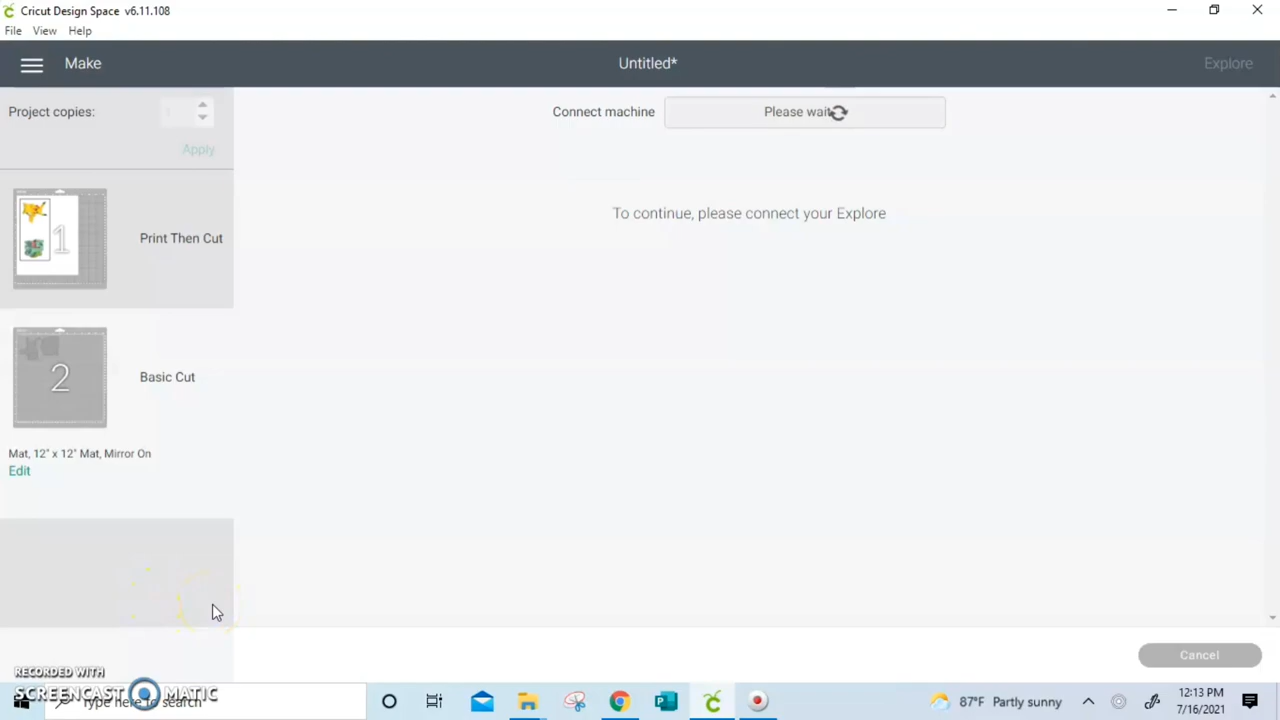 Cricut Design Space v6.11.108
File View Help
Make
Untitled*
Explore
Project copies:
Apply
Connect machine
Please wait
To continue, please connect your Explore
1
Print Then Cut
2
Basic Cut
Mat, 12" x 12" Mat, Mirror On
Edit
Cancel
RECORDED WITH
SCREENCAST MATIC
Type here to search
87°F Partly sunny
12:13 PM
7/16/2021